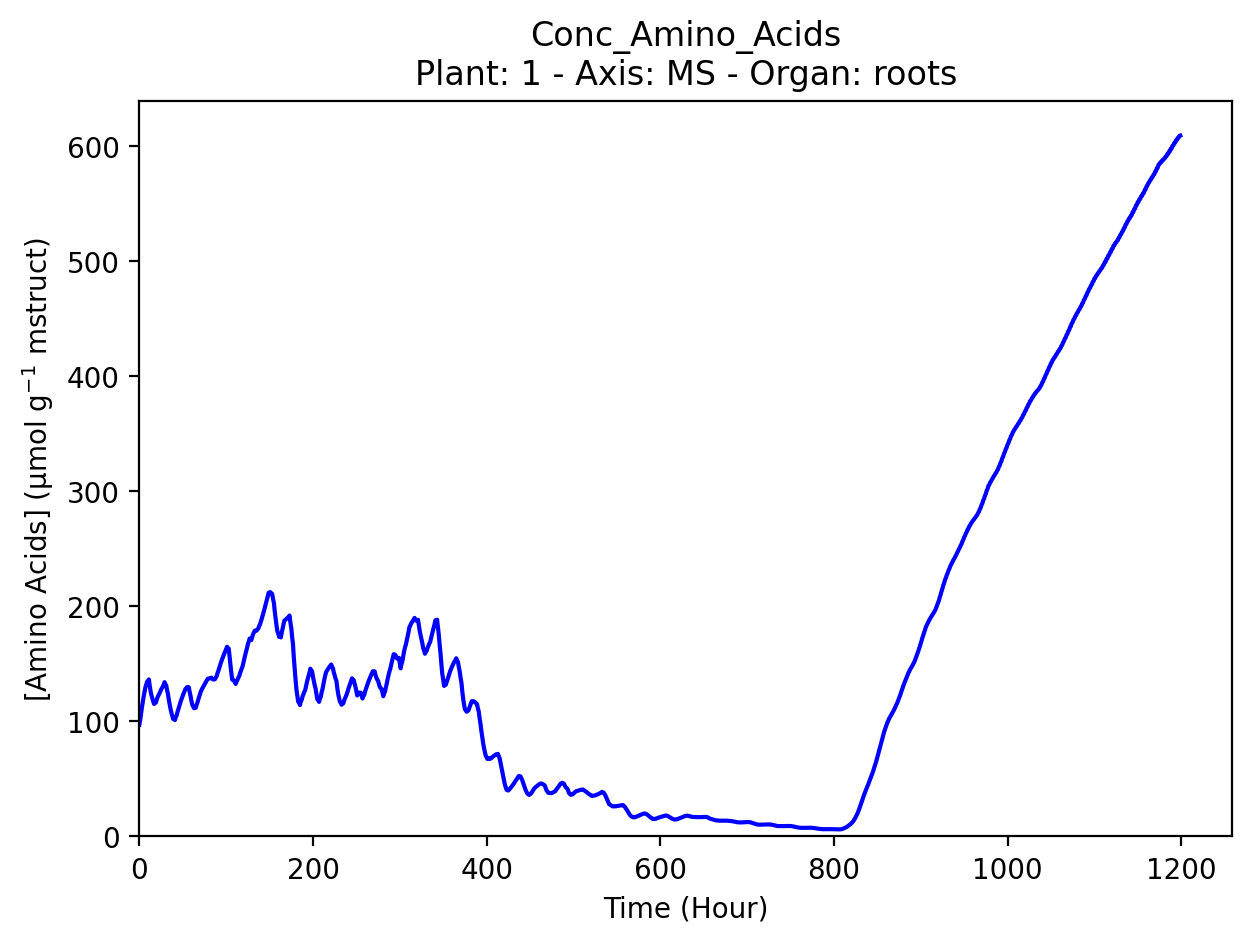 Conc_Amino_Acids
Plant: 1 - Axis: MS - Organ: roots
[Amino Acids] (µmol g⁻¹ mstruct)
600
500
400
300
200
100
0
0 200 400 600 800 1000 1200
Time (Hour)